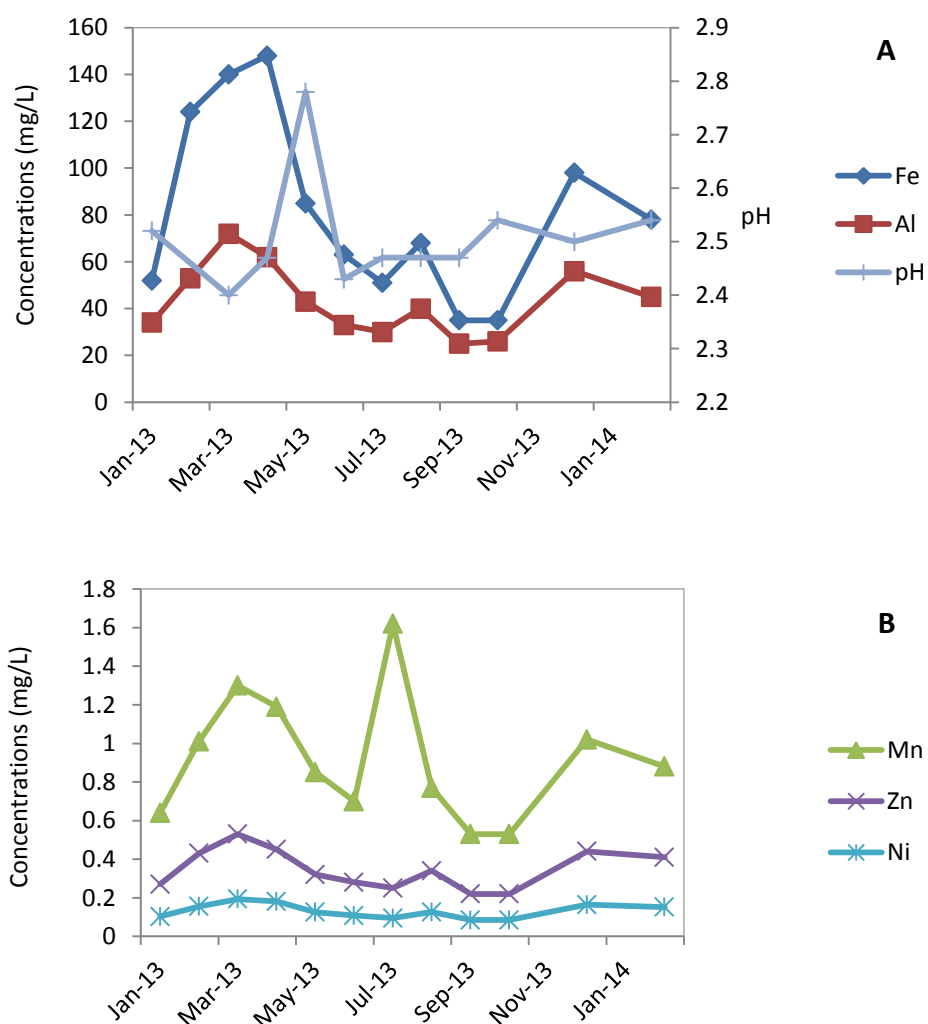 160
140
120
100
80
60
40
20
0
Concentrations (mg/L)
2.9
2.8
2.7
2.6
2.5
2.4
2.3
2.2
pH
A
Fe
Al
pH
Jan-13
Mar-13
May-13
Jul-13
Sep-13
Nov-13
Jan-14
1.8
1.6
1.4
1.2
1
0.8
0.6
0.4
0.2
0
Concentrations (mg/L)
B
Mn
Zn
Ni
Jan-13
Mar-13
May-13
Jul-13
Sep-13
Nov-13
Jan-14